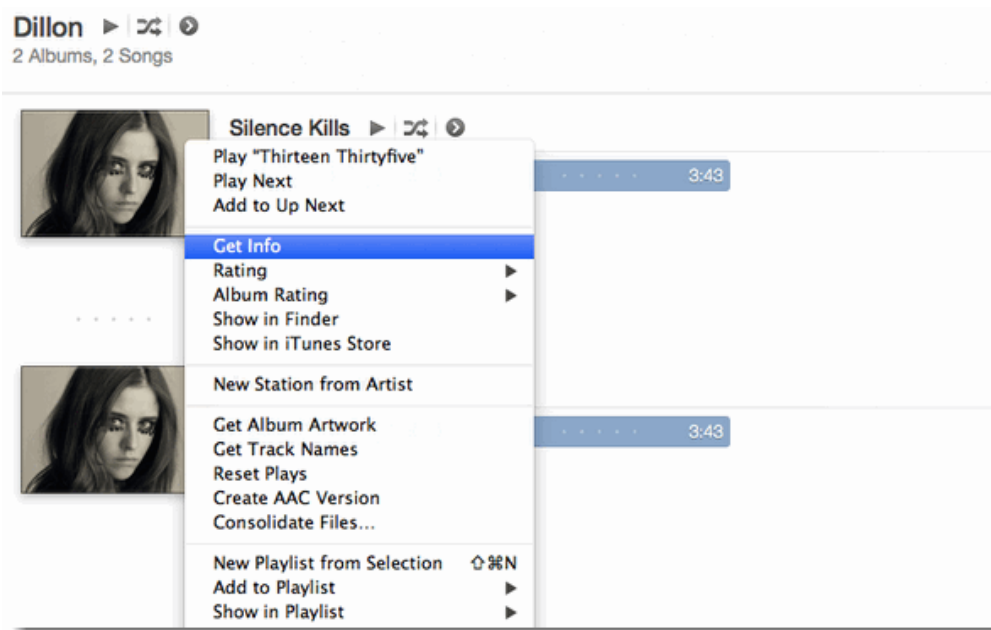 Dillon
2 Albums, 2 Songs
Silence Kills
Play “Thirteen Thirtyfive”
Play Next
Add to Up Next
3:43
Get Info
Rating
Album Rating
Show in Finder
Show in iTunes Store
New Station from Artist
Get Album Artwork
3:43
Get Track Names
Reset Plays
Create AAC Version
Consolidate Files...
New Playlist from Selection ⇧⌘N
Add to Playlist
Show in Playlist